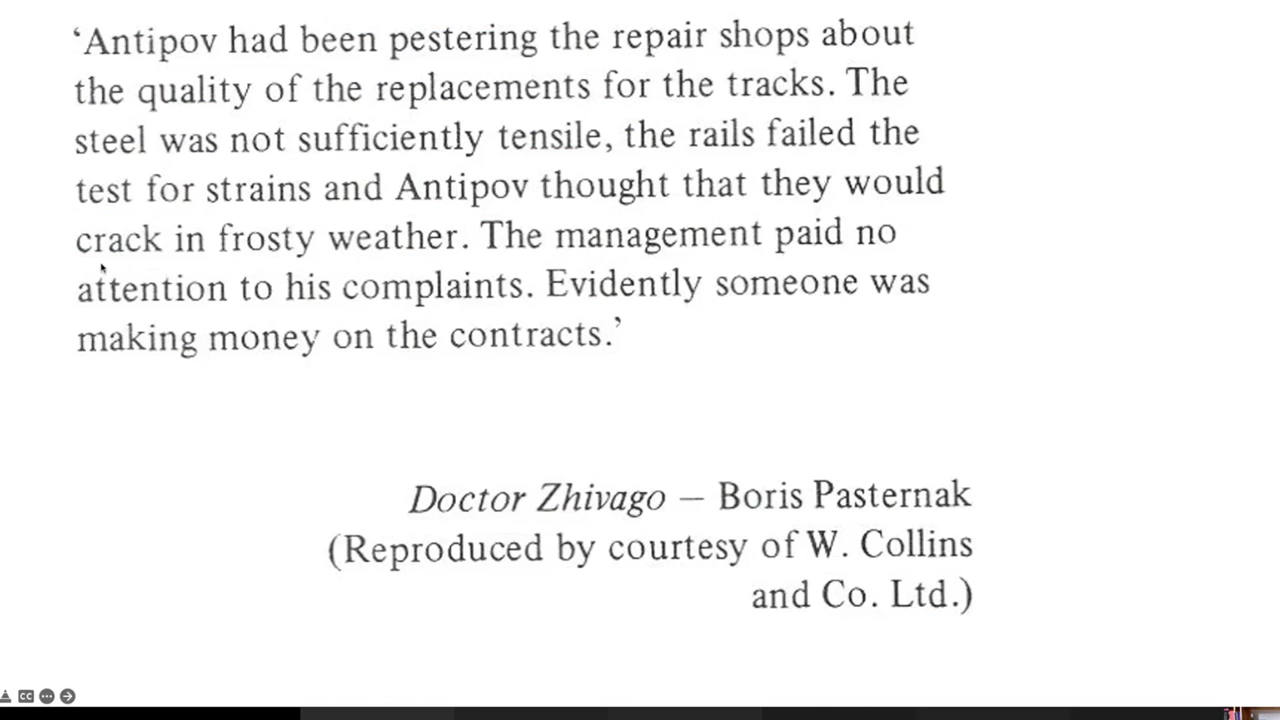 ‘Antipov had been pestering the repair shops about
the quality of the replacements for the tracks. The
steel was not sufficiently tensile, the rails failed the
test for strains and Antipov thought that they would
crack in frosty weather. The management paid no
attention to his complaints. Evidently someone was
making money on the contracts.’
Doctor Zhivago — Boris Pasternak
(Reproduced by courtesy of W. Collins
and Co. Ltd.)
CC